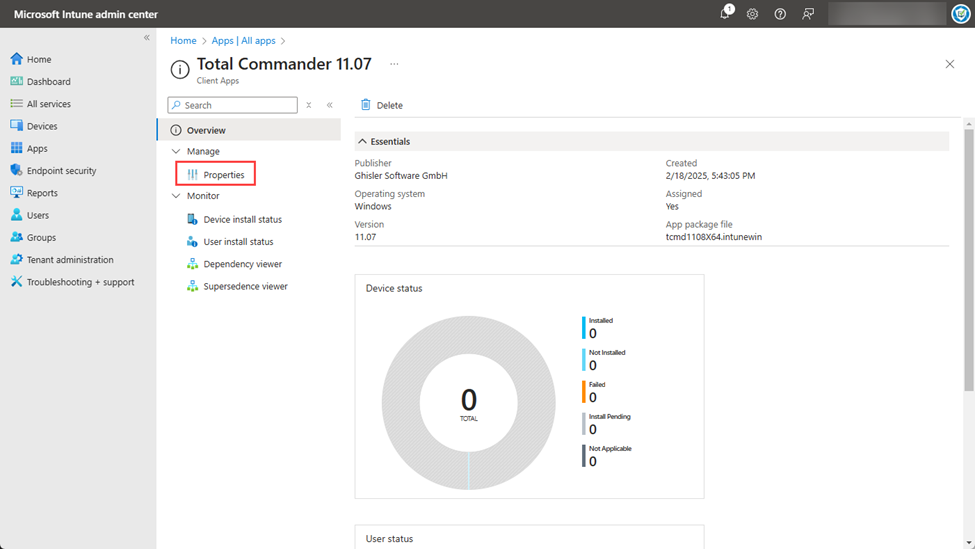 Microsoft Intune admin center
1
Home
Dashboard
All services
Devices
Apps
Endpoint security
Reports
Users
Groups
Tenant administration
Troubleshooting + support
Home > Apps | All apps >
Total Commander 11.07 ...
Client Apps
Search
Overview
Manage
Properties
Monitor
Device install status
User install status
Dependency viewer
Supersedence viewer
Delete
Essentials
Publisher
Ghisler Software GmbH
Operating system
Windows
Version
11.07
Created
2/18/2025, 5:43:05 PM
Assigned
Yes
App package file
tcmd1108X64.intunewin
Device status
0
TOTAL
Installed
0
Not Installed
0
Failed
0
Install Pending
0
Not Applicable
0
User status